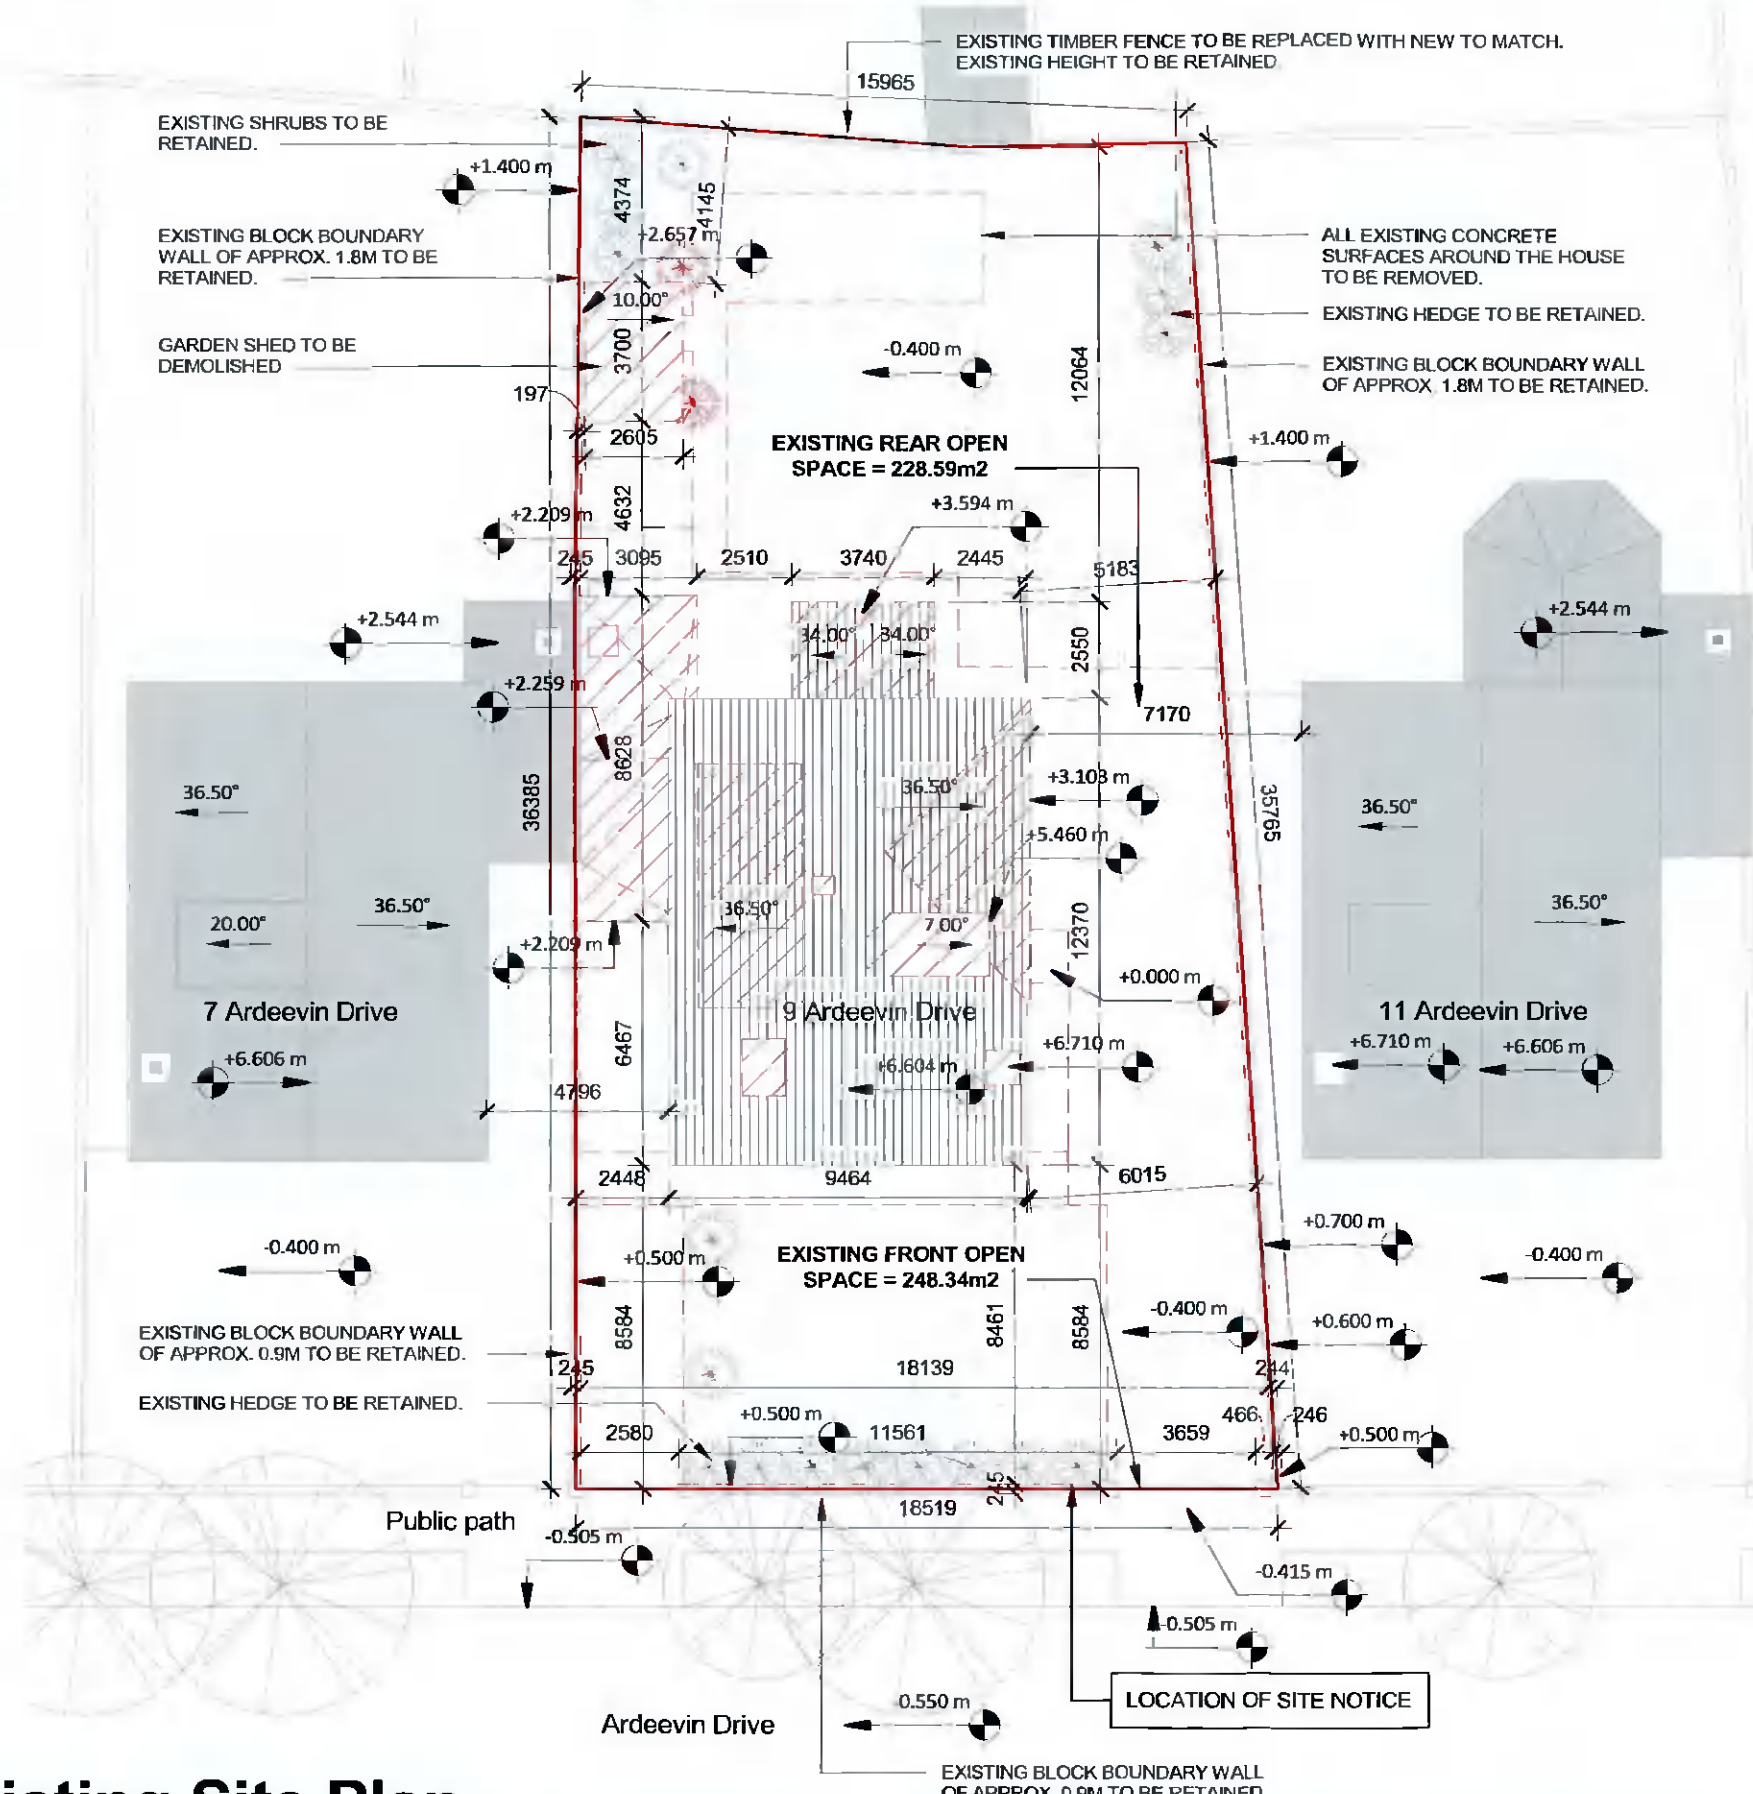 EXISTING TIMBER FENCE TO BE REPLACED WITH NEW TO MATCH.
EXISTING HEIGHT TO BE RETAINED
15965
EXISTING SHRUBS TO BE
RETAINED.
+1.400 m
4374
4145
+2.657 m
EXISTING BLOCK BOUNDARY
WALL OF APPROX. 1.8M TO BE
RETAINED.
ALL EXISTING CONCRETE
SURFACES AROUND THE HOUSE
TO BE REMOVED.
10.00°
EXISTING HEDGE TO BE RETAINED.
GARDEN SHED TO BE
DEMOLISHED
3700
-0.400 m
12064
EXISTING BLOCK BOUNDARY WALL
OF APPROX 1.8M TO BE RETAINED.
197
2605
EXISTING REAR OPEN
SPACE = 228.59m2
+1.400 m
4632
+2.209 m
+3.594 m
245
3095
2510
3740
2445
5183
+2.544 m
34.00°
34.00°
2550
+2.544 m
+2.259 m
7170
8628
36385
36.50°
36.50°
+3.103 m
35765
36.50°
+5.460 m
20.00°
36.50°
36.50°
7.00°
12370
36.50°
+2.209 m
+0.000 m
7 Ardeevin Drive
9 Ardeevin Drive
11 Ardeevin Drive
6467
+6.606 m
+6.604 m
+6.710 m
+6.710 m
+6.606 m
4796
2448
9464
6015
-0.400 m
+0.500 m
EXISTING FRONT OPEN
SPACE = 248.34m2
+0.700 m
-0.400 m
8584
8461
8584
-0.400 m
+0.600 m
EXISTING BLOCK BOUNDARY WALL
OF APPROX. 0.9M TO BE RETAINED.
245
18139
244
EXISTING HEDGE TO BE RETAINED.
2580
+0.500 m
11561
3659
466
246
+0.500 m
245
18519
Public path
-0.505 m
-0.415 m
-0.505 m
LOCATION OF SITE NOTICE
Ardeevin Drive
-0.550 m
EXISTING BLOCK BOUNDARY WALL
OF APPROX. 0.9M TO BE RETAINED
isting Site Plan